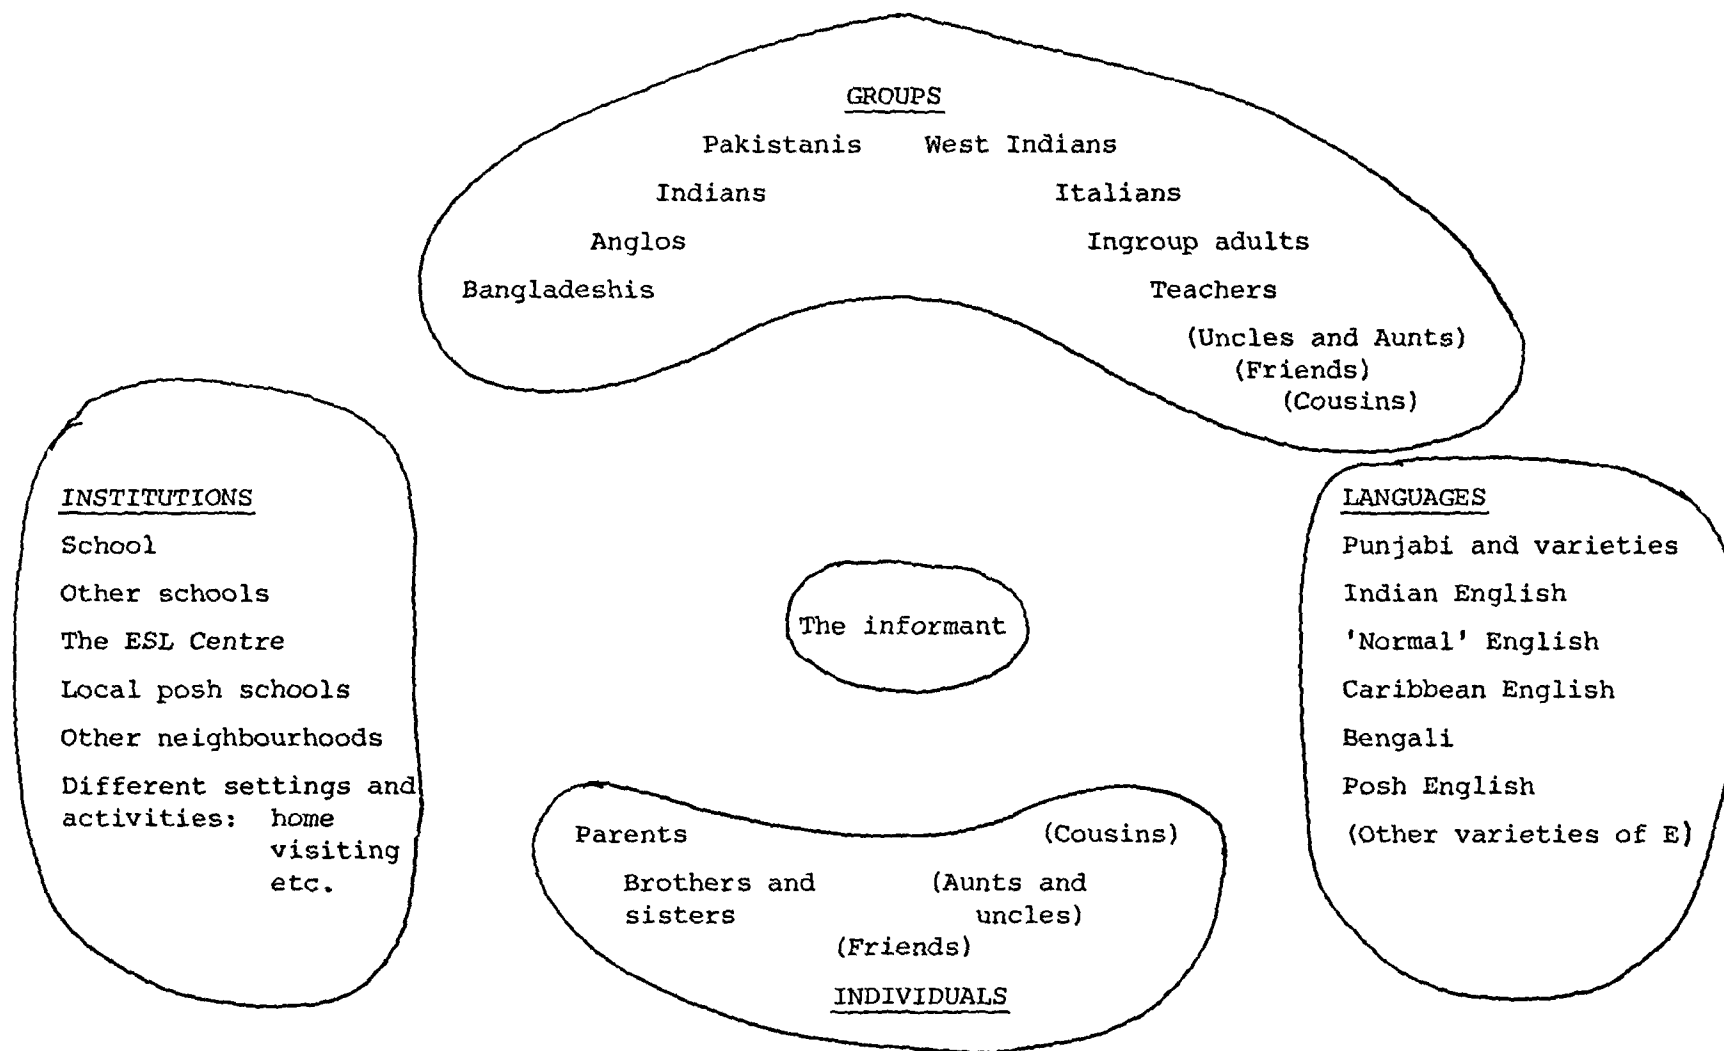 GROUPS
Pakistanis West Indians
Indians Italians
Anglos Ingroup adults
Bangladeshis Teachers
(Uncles and Aunts)
(Friends)
(Cousins)
INSTITUTIONS
School
Other schools
The ESL Centre
Local posh schools
Other neighbourhoods
Different settings and
activities: home
visiting
etc.
The informant
LANGUAGES
Punjabi and varieties
Indian English
'Normal' English
Caribbean English
Bengali
Posh English
(Other varieties of E)
Parents (Cousins)
Brothers and (Aunts and
sisters uncles)
(Friends)
INDIVIDUALS